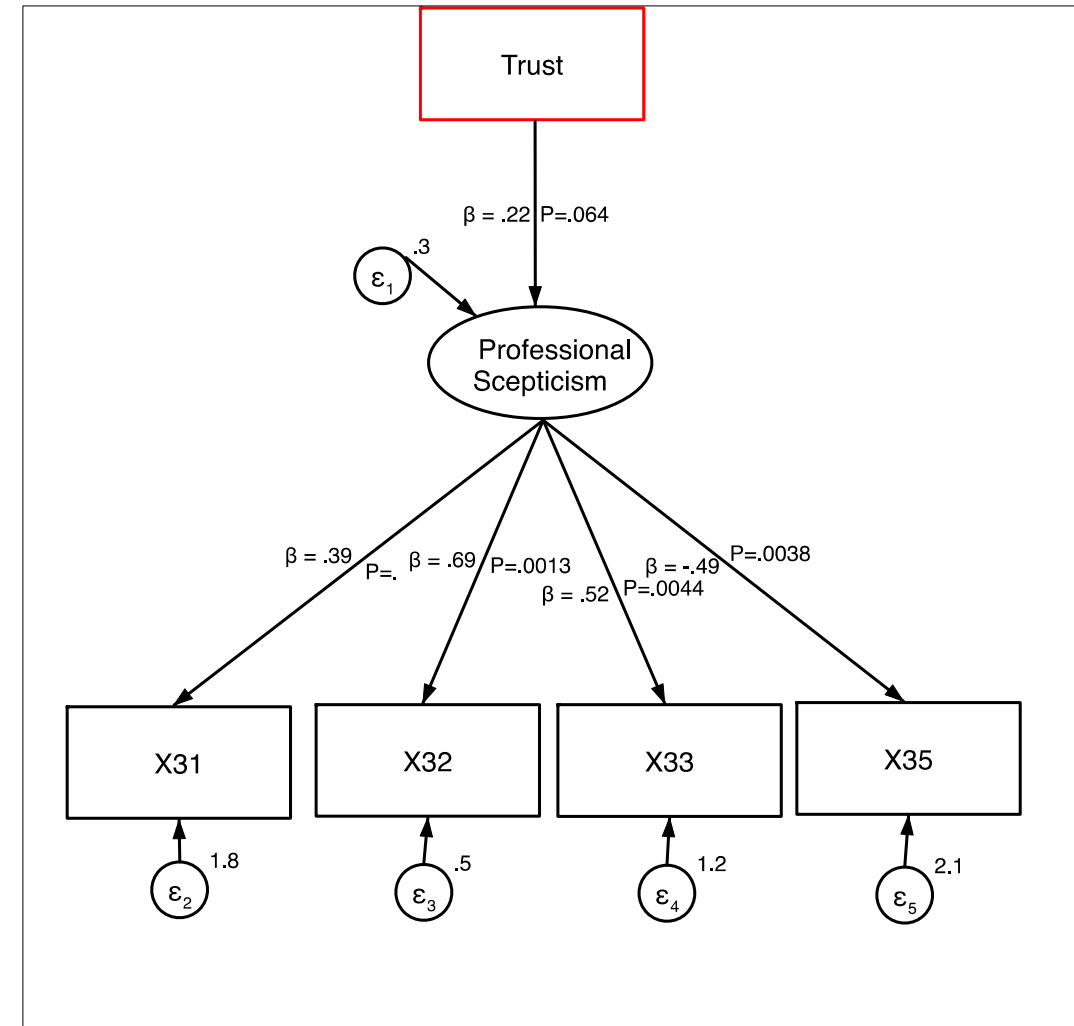 Trust
β = .22 P=.064
.3
ε1
Professional
Scepticism
β = .39 P=.
β = .69 P=.0013
β = .52 P=.0044
β = -.49 P=.0038
X31 X32 X33 X35
1.8 .5 1.2 2.1
ε2 ε3 ε4 ε5